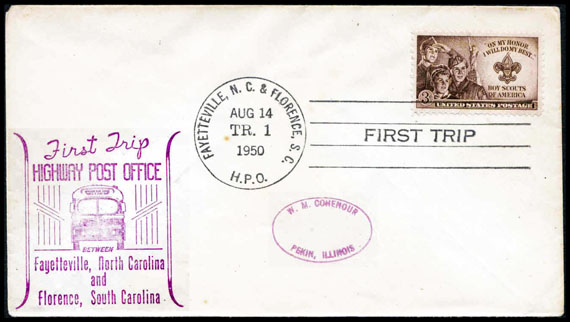 First Trip
HIGHWAY POST OFFICE
BETWEEN
Fayetteville, North Carolina
and
Florence, South Carolina
FAYETTEVILLE, N. C. & FLORENCE, S. C.
AUG 14
TR. 1
1950
H.P.O.
FIRST TRIP
"ON MY HONOR
I WILL DO MY BEST..."
BOY SCOUTS
OF AMERICA
3¢
UNITED STATES POSTAGE
W. M. COHENOUR
PEKIN, ILLINOIS